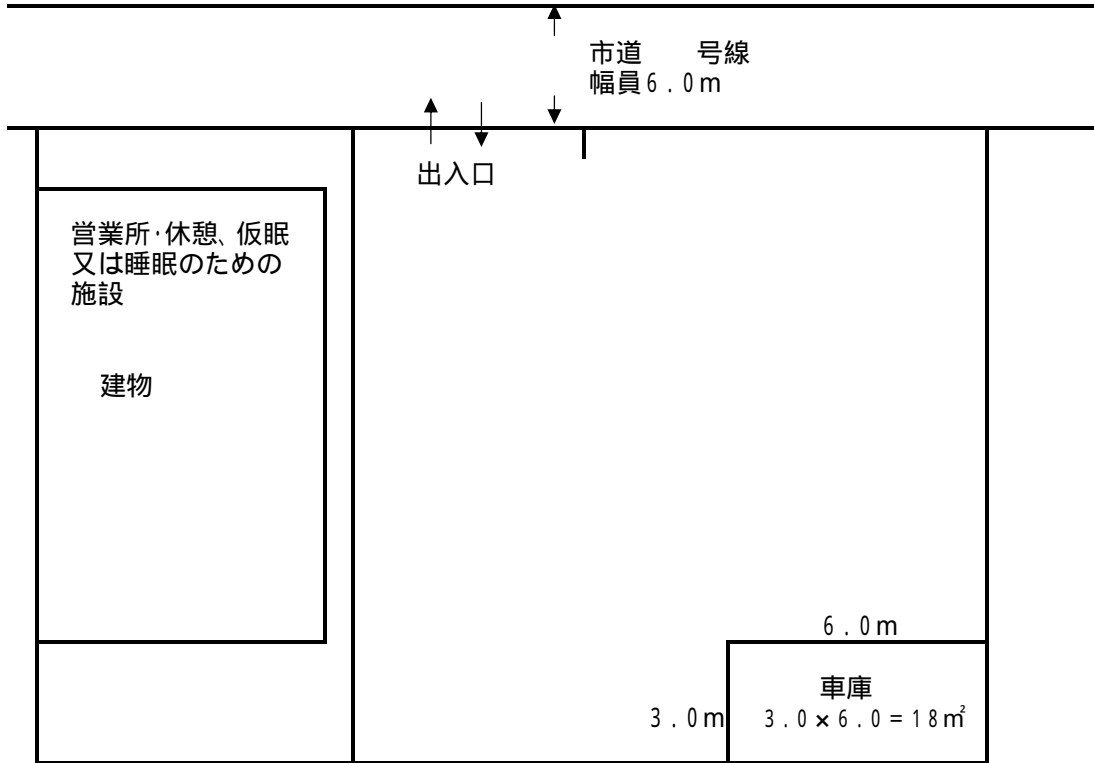 市道　　号線
幅員6.0m
出入口
営業所・休憩、仮眠
又は睡眠のための
施設
建物
6.0m
車庫
3.0m
3.0×6.0=18㎡